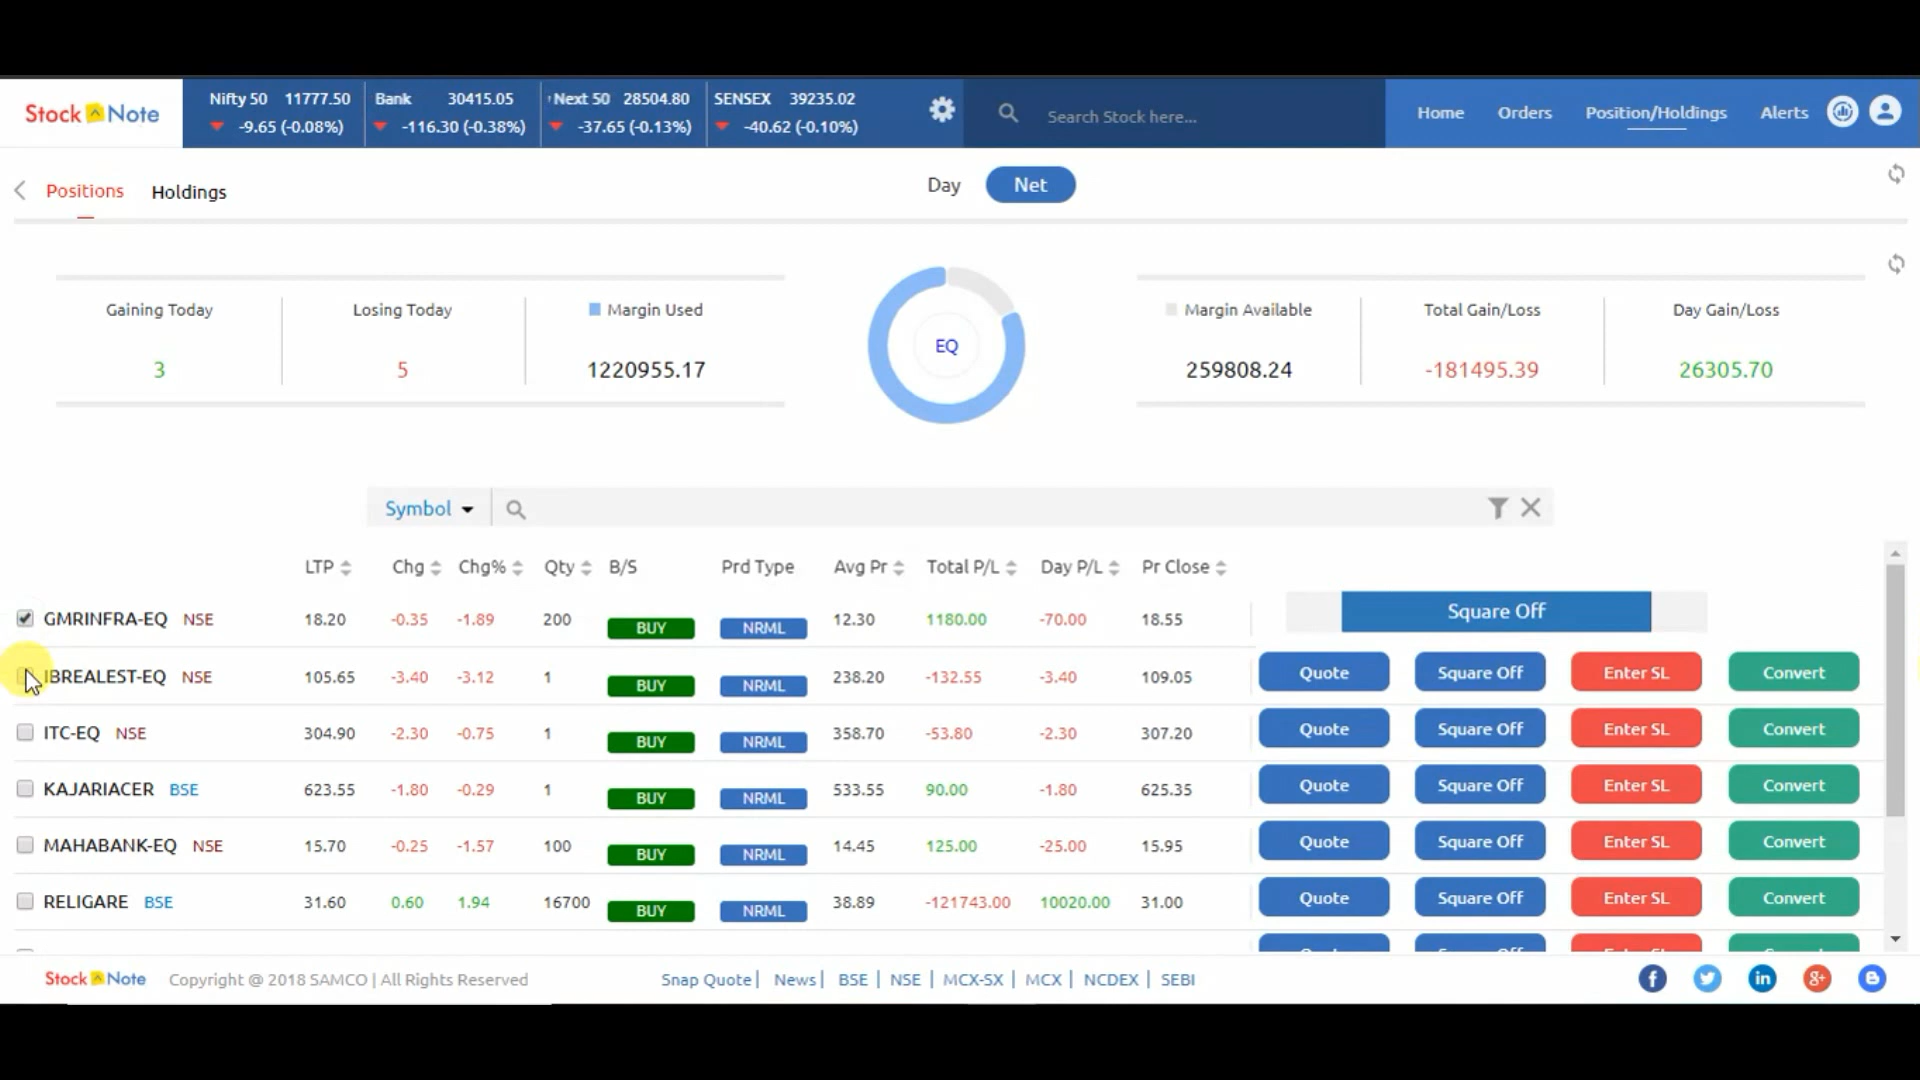 Stock Note
Nifty 50 11777.50 Bank 30415.05 Next 50 28504.80 SENSEX 39235.02
-9.65 (-0.08%) -116.30 (-0.38%) -37.65 (-0.13%) -40.62 (-0.10%)
Search Stock here...
Home Orders Position/Holdings Alerts
Positions Holdings
Day Net
Gaining Today Losing Today Margin Used Margin Available Total Gain/Loss Day Gain/Loss
3 5 1220955.17 EQ 259808.24 -181495.39 26305.70
Symbol
LTP Chg Chg% Qty B/S Prd Type Avg Pr Total P/L Day P/L Pr Close
GMRINFRA-EQ NSE 18.20 -0.35 -1.89 200 BUY NRML 12.30 1180.00 -70.00 18.55 Square Off
IBREALEST-EQ NSE 105.65 -3.40 -3.12 1 BUY NRML 238.20 -132.55 -3.40 109.05 Quote Square Off Enter SL Convert
ITC-EQ NSE 304.90 -2.30 -0.75 1 BUY NRML 358.70 -53.80 -2.30 307.20 Quote Square Off Enter SL Convert
KAJARIACER BSE 623.55 -1.80 -0.29 1 BUY NRML 533.55 90.00 -1.80 625.35 Quote Square Off Enter SL Convert
MAHABANK-EQ NSE 15.70 -0.25 -1.57 100 BUY NRML 14.45 125.00 -25.00 15.95 Quote Square Off Enter SL Convert
RELIGARE BSE 31.60 0.60 1.94 16700 BUY NRML 38.89 -121743.00 10020.00 31.00 Quote Square Off Enter SL Convert
Stock Note Copyright @ 2018 SAMCO | All Rights Reserved Snap Quote | News | BSE | NSE | MCX-SX | MCX | NCDEX | SEBI